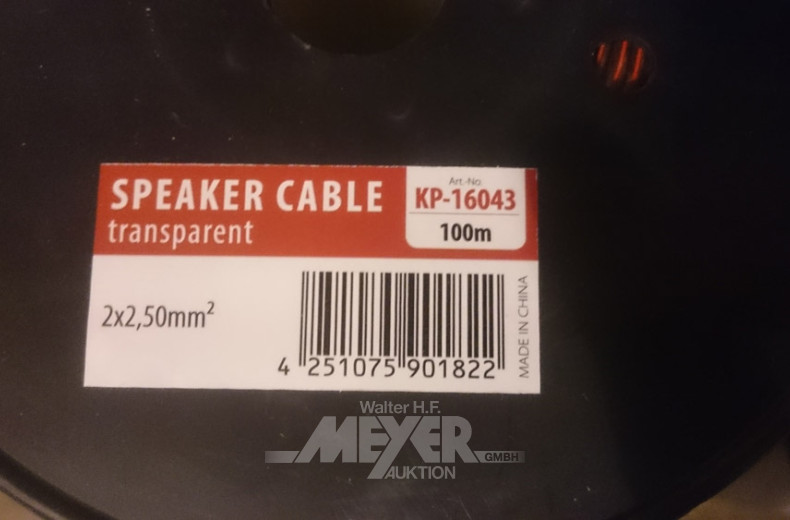 SPEAKER CABLE
transparent
Art.-No.
KP-16043
100m
2x2,50mm²
4 251075 901822
MADE IN CHINA
Walter H.F.
MEYER
GMBH
AUKTION